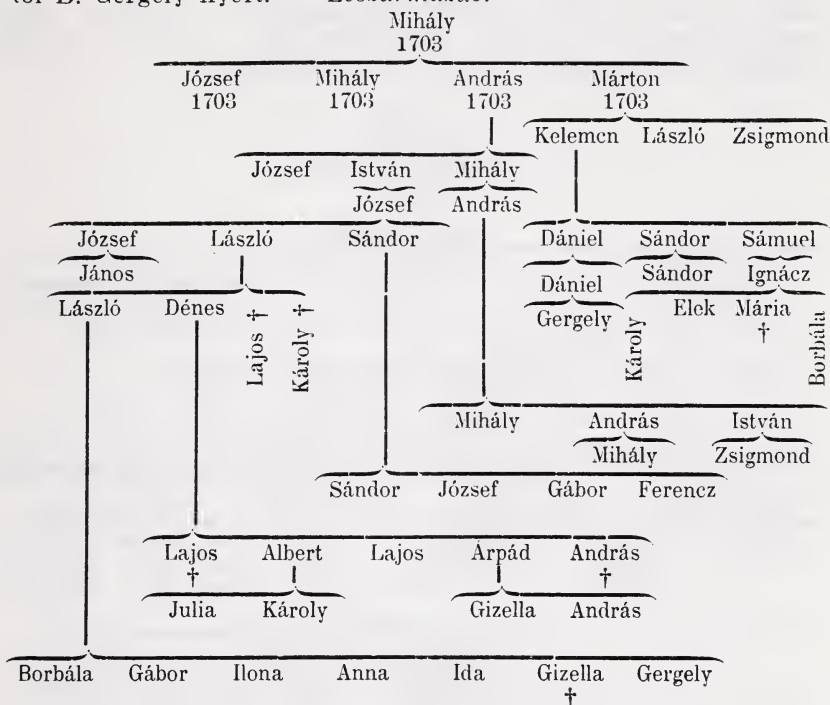 B. Gergely nyert.
Mihály
1703
József Mihály András Márton
1703 1703 1703 1703
Kelemen László Zsigmond
József István Mihály
József András
József László Sándor Dániel Sándor Sámuel
János Dániel Sándor Ignácz
László Dénes Lajos † Károly † Gergely Károly Elek Mária Borbála
†
Mihály András István
Mihály Zsigmond
Sándor József Gábor Ferencz
Lajos Albert Lajos Arpád András
† †
Julia Károly Gizella András
Borbála Gábor Ilona Anna Ida Gizella Gergely
†